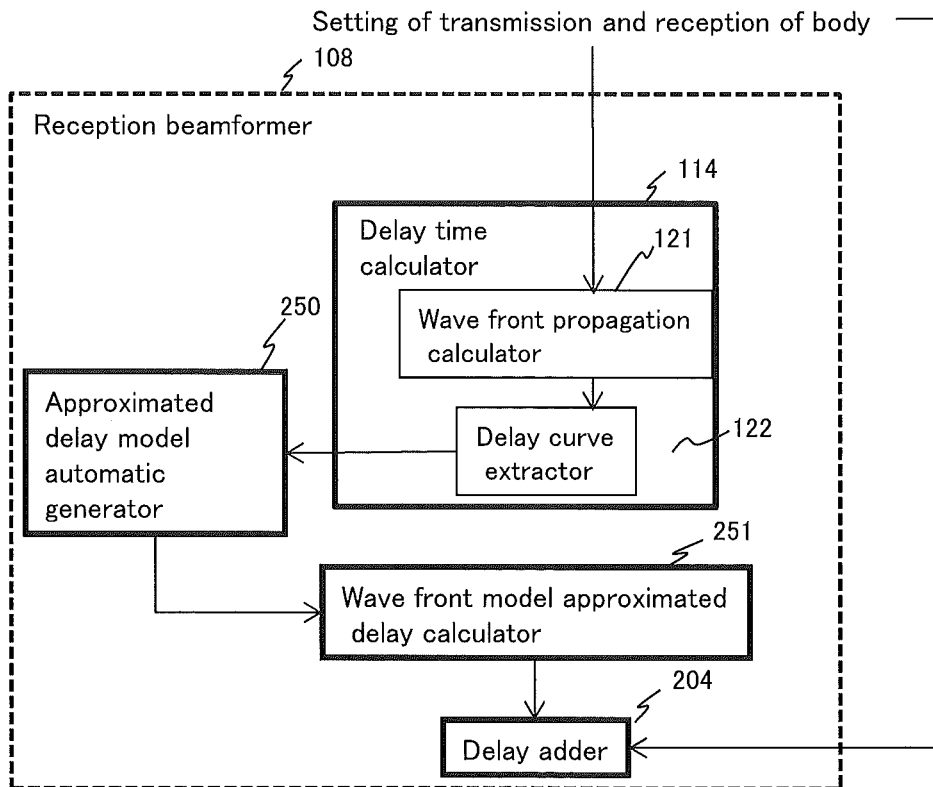 Setting of transmission and reception of body
108
Reception beamformer
114
Delay time
calculator
121
Wave front propagation
calculator
250
Approximated
delay model
automatic
generator
Delay curve
extractor
122
251
Wave front model approximated
delay calculator
204
Delay adder